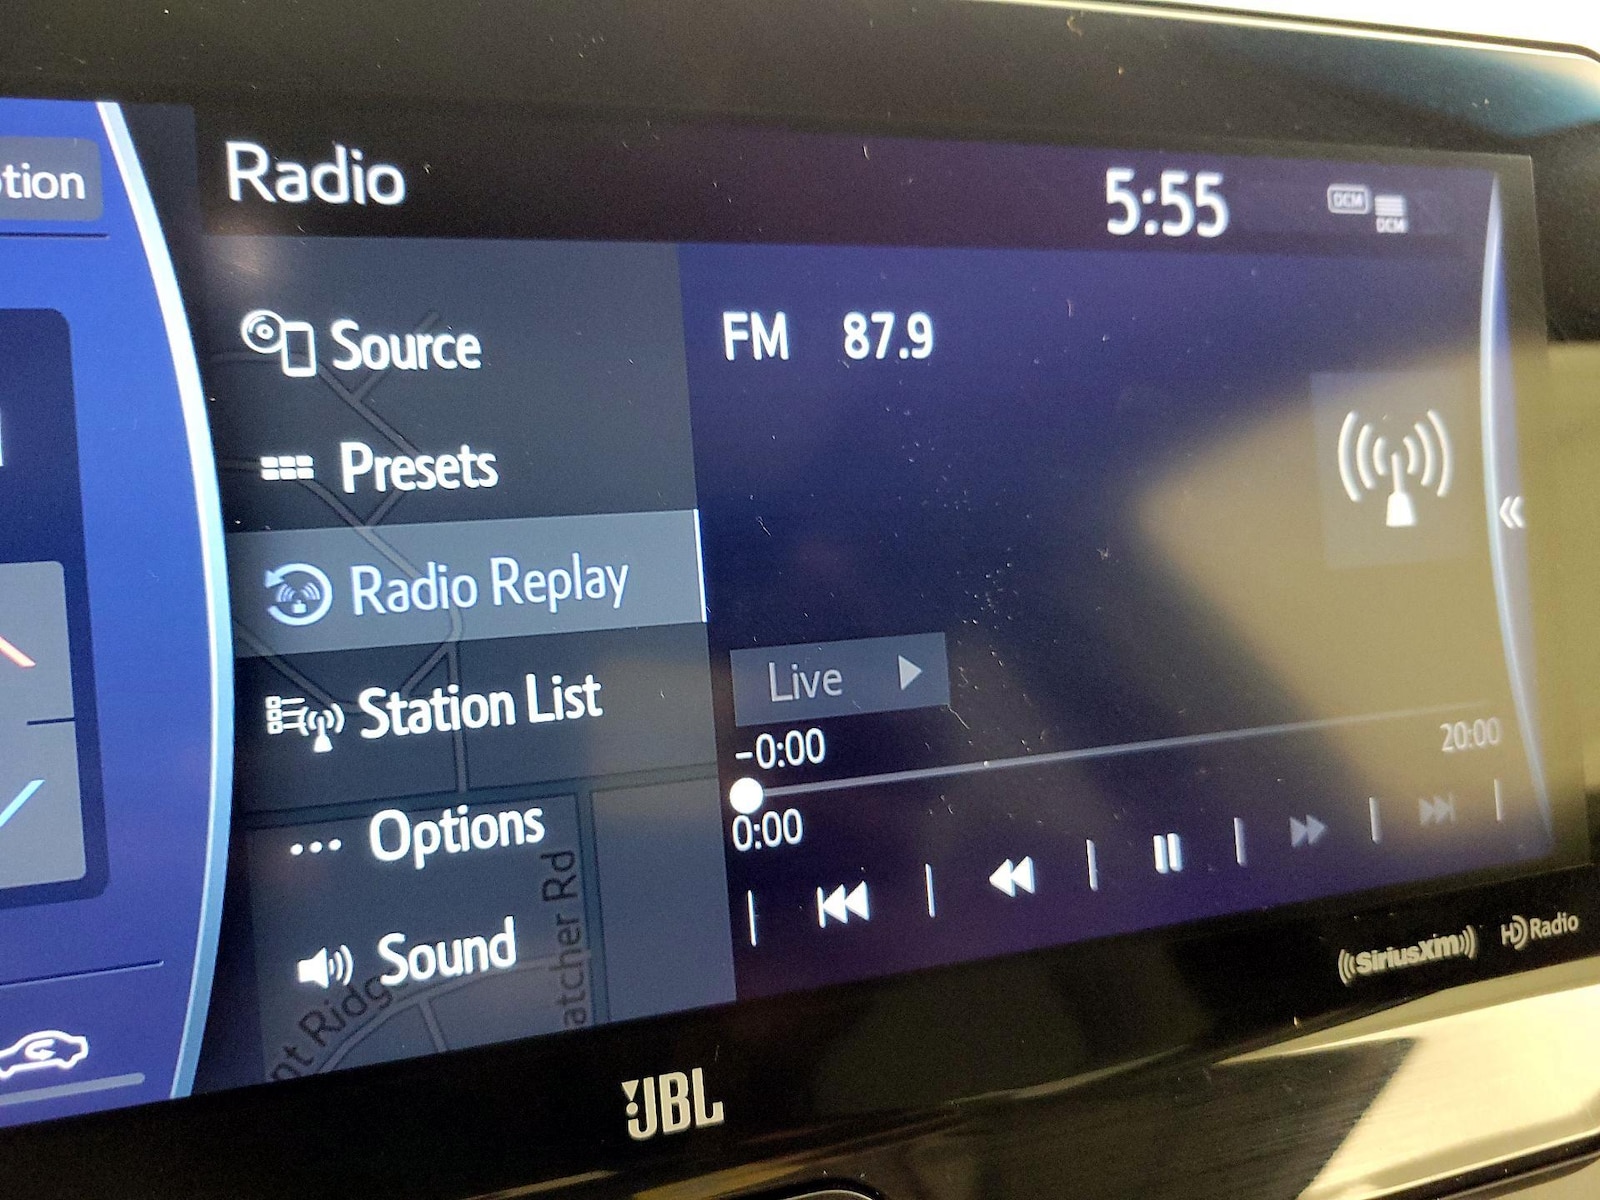 tion
Radio
5:55
DCM
DCM
Source
FM 87.9
Presets
Radio Replay
Live
Station List
-0:00
20:00
0:00
Options
Sound
atcher Rd
nt Ridg
SiriusXM
HD Radio
JBL